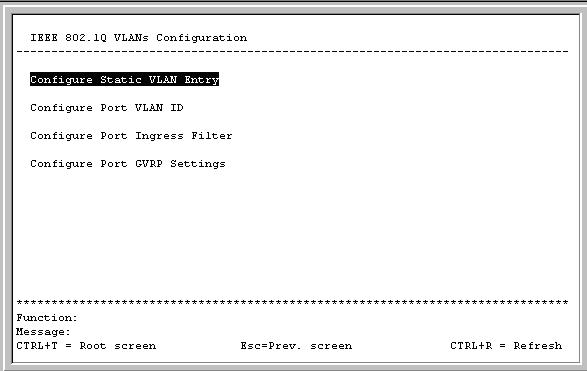 IEEE 802.1Q VLANs Configuration
--------------------------------------------------------------------------------
Configure Static VLAN Entry
Configure Port VLAN ID
Configure Port Ingress Filter
Configure Port GVRP Settings
*******************************************************************************
Function:
Message:
CTRL+T = Root screen Esc=Prev. screen CTRL+R = Refresh